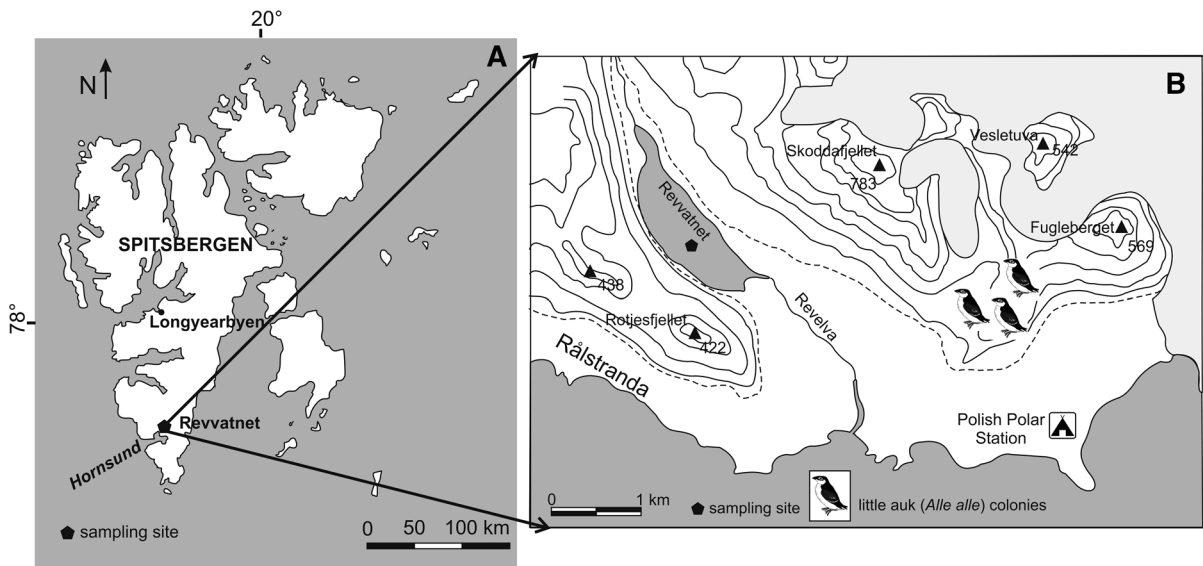 20°
A
N
SPITSBERGEN
78°
Longyearbyen
Revvatnet
Hornsund
sampling site
0 50 100 km
B
Vesletuva
542
Skoddafjellet
783
Revvatnet
Fugleberget
569
438
Revelva
Rotjesfjellet
422
Rålstranda
Polish Polar
Station
0 1 km
sampling site
little auk (Alle alle) colonies